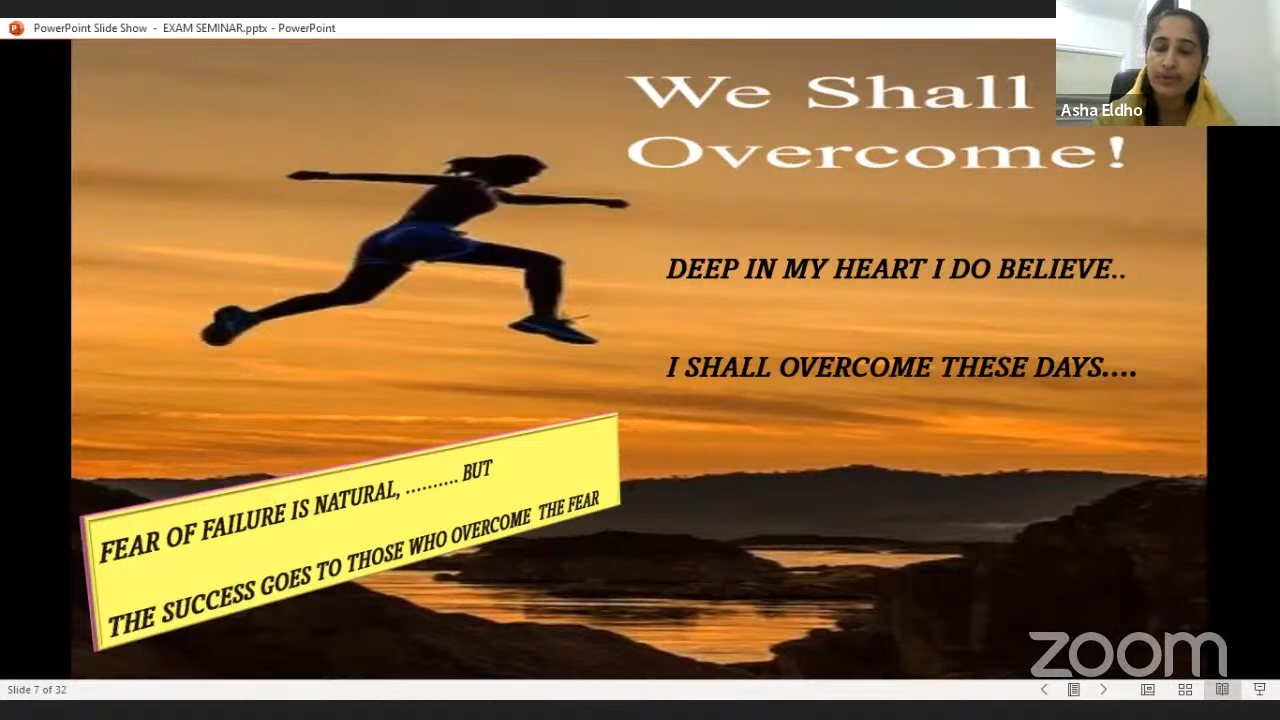 PowerPoint Slide Show - EXAM SEMINAR.pptx - PowerPoint
We Shall
Overcome!
Asha Eldho
DEEP IN MY HEART I DO BELIEVE..
I SHALL OVERCOME THESE DAYS....
FEAR OF FAILURE IS NATURAL, .......... BUT
THE SUCCESS GOES TO THOSE WHO OVERCOME THE FEAR
zoom
Slide 7 of 32